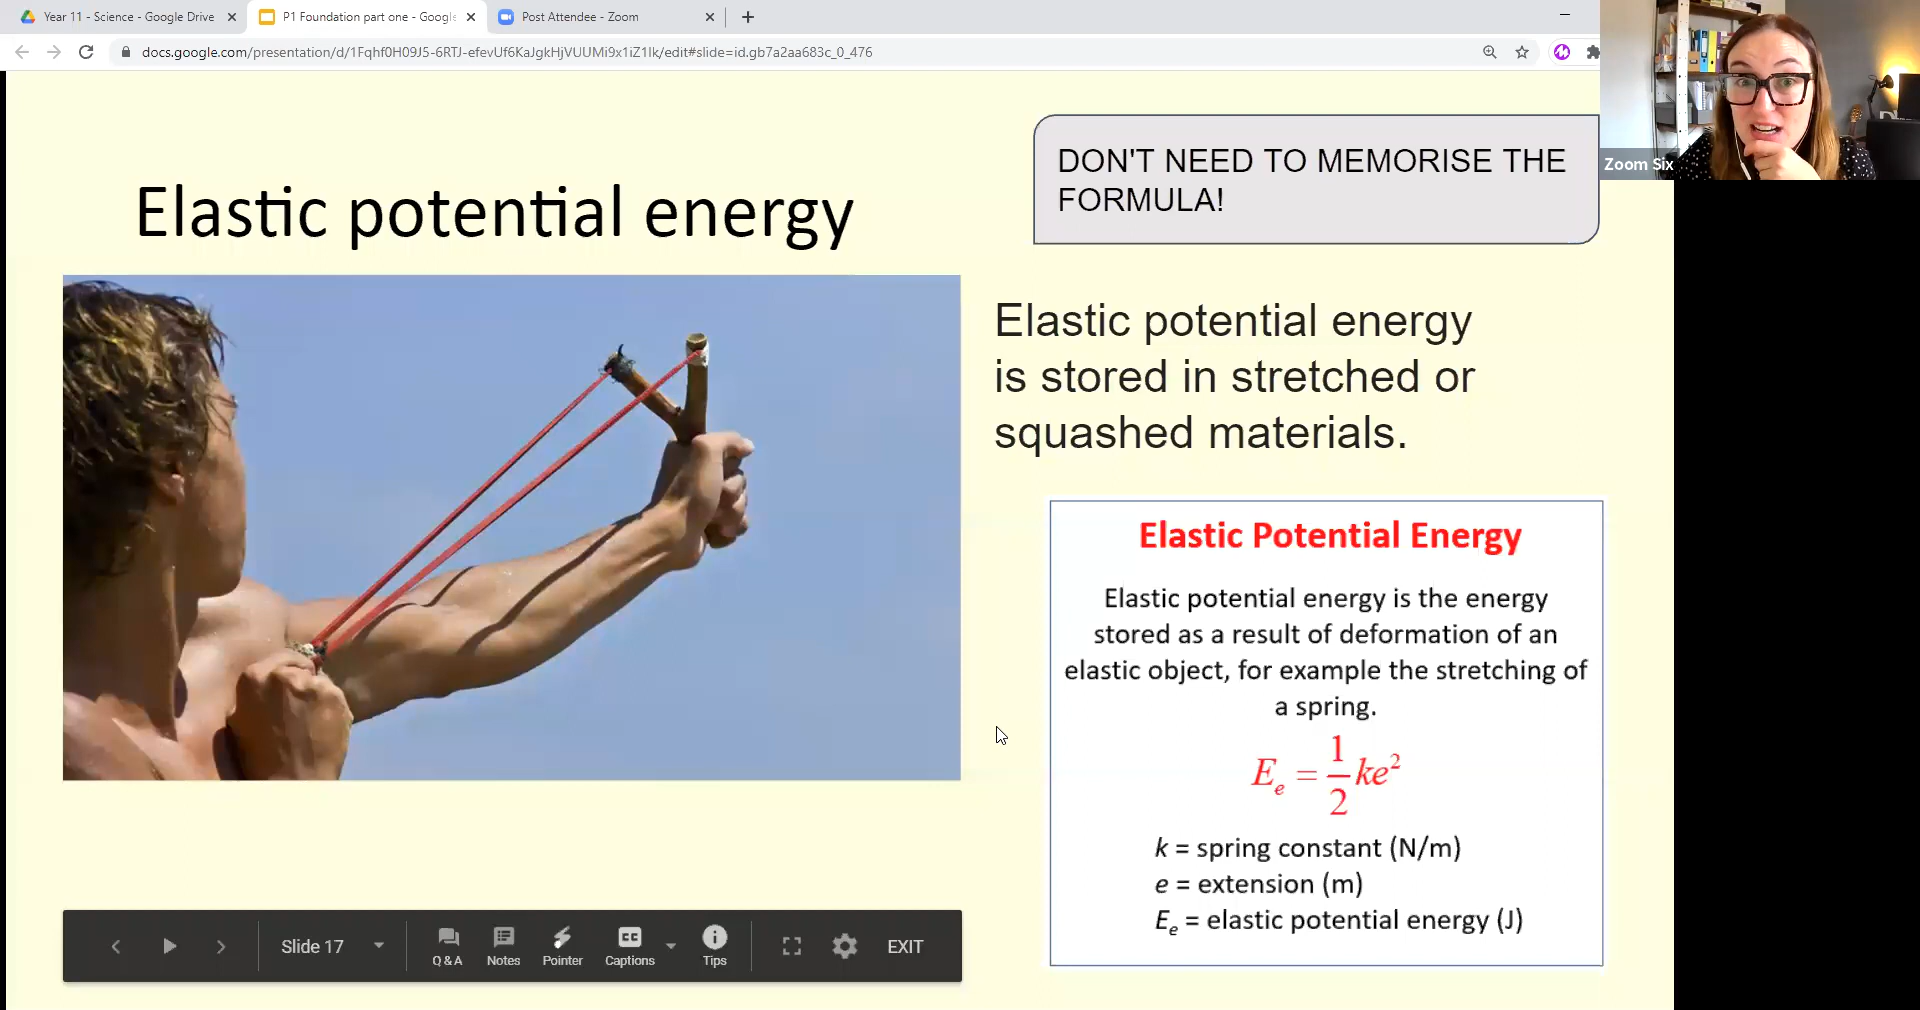 Year 11 - Science - Google Drive
P1 Foundation part one - Google
Post Attendee - Zoom
docs.google.com/presentation/d/1Fqhf0H09J5-6RTJ-efevUf6KaJgkHjVUUMi9x1iZ1lk/edit#slide=id.gb7a2aa683c_0_476
Zoom Six
DON'T NEED TO MEMORISE THE
FORMULA!
Elastic potential energy
Elastic potential energy
is stored in stretched or
squashed materials.
Elastic Potential Energy
Elastic potential energy is the energy
stored as a result of deformation of an
elastic object, for example the stretching of
a spring.
Eₑ = 1/2 ke²
k = spring constant (N/m)
e = extension (m)
Eₑ = elastic potential energy (J)
Slide 17
Q & A
Notes
Pointer
CC
Captions
Tips
EXIT